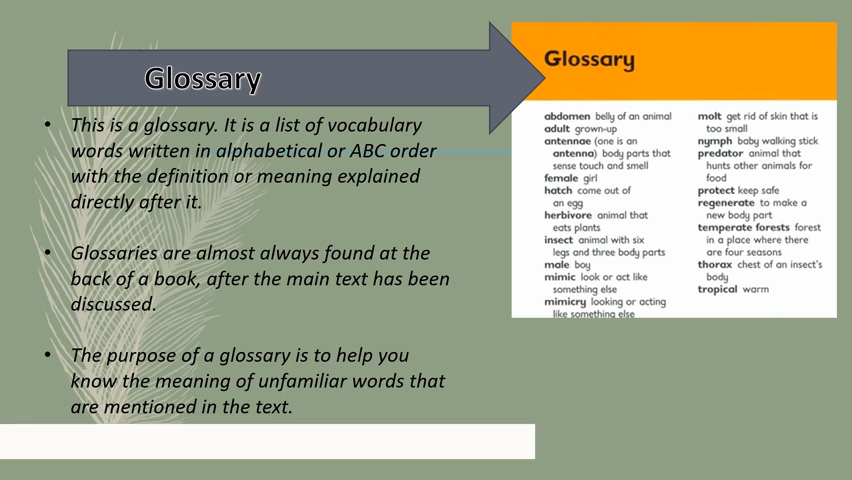 Glossary
This is a glossary. It is a list of vocabulary
words written in alphabetical or ABC order
with the definition or meaning explained
directly after it.
Glossaries are almost always found at the
back of a book, after the main text has been
discussed.
The purpose of a glossary is to help you
know the meaning of unfamiliar words that
are mentioned in the text.
Glossary
abdomen belly of an animal
adult grown-up
antennae (one is an
antenna) body parts that
sense touch and smell
female girl
hatch come out of
an egg
herbivore animal that
eats plants
insect animal with six
legs and three body parts
male boy
mimic look or act like
something else
mimicry looking or acting
like something else
molt get rid of skin that is
too small
nymph baby walking stick
predator animal that
hunts other animals for
food
protect keep safe
regenerate to make a
new body part
temperate forests forest
in a place where there
are four seasons
thorax chest of an insect's
body
tropical warm